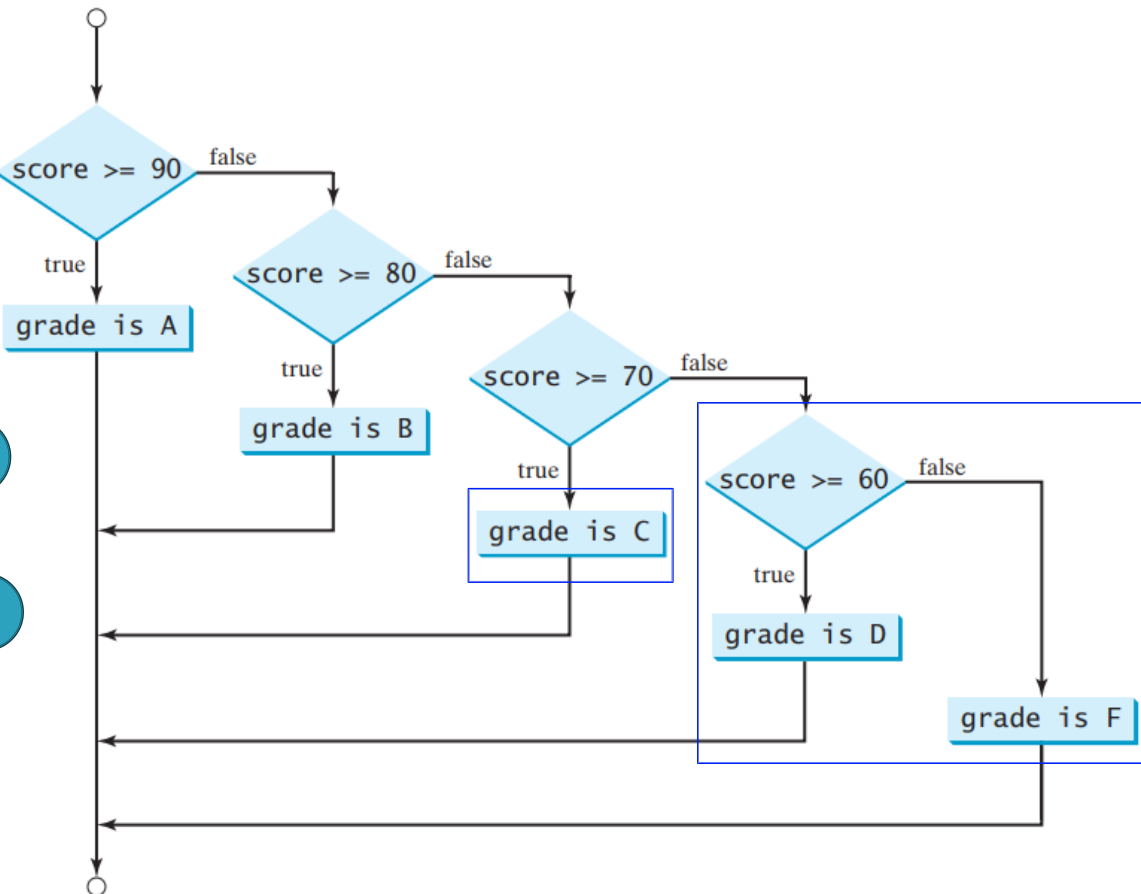 score >= 90
false
true
grade is A
score >= 80
false
true
grade is B
score >= 70
false
true
grade is C
score >= 60
false
true
grade is D
grade is F